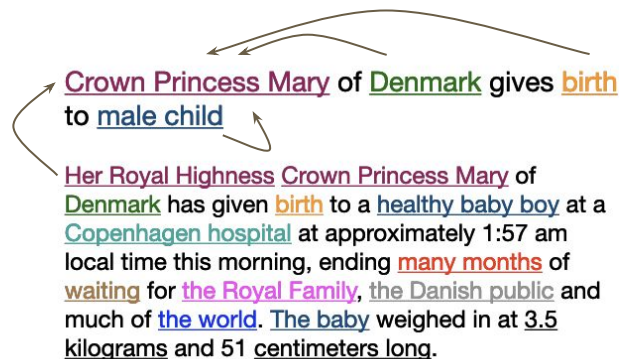 Crown Princess Mary of Denmark gives birth
to male child
Her Royal Highness Crown Princess Mary of
Denmark has given birth to a healthy baby boy at a
Copenhagen hospital at approximately 1:57 am
local time this morning, ending many months of
waiting for the Royal Family, the Danish public and
much of the world. The baby weighed in at 3.5
kilograms and 51 centimeters long.